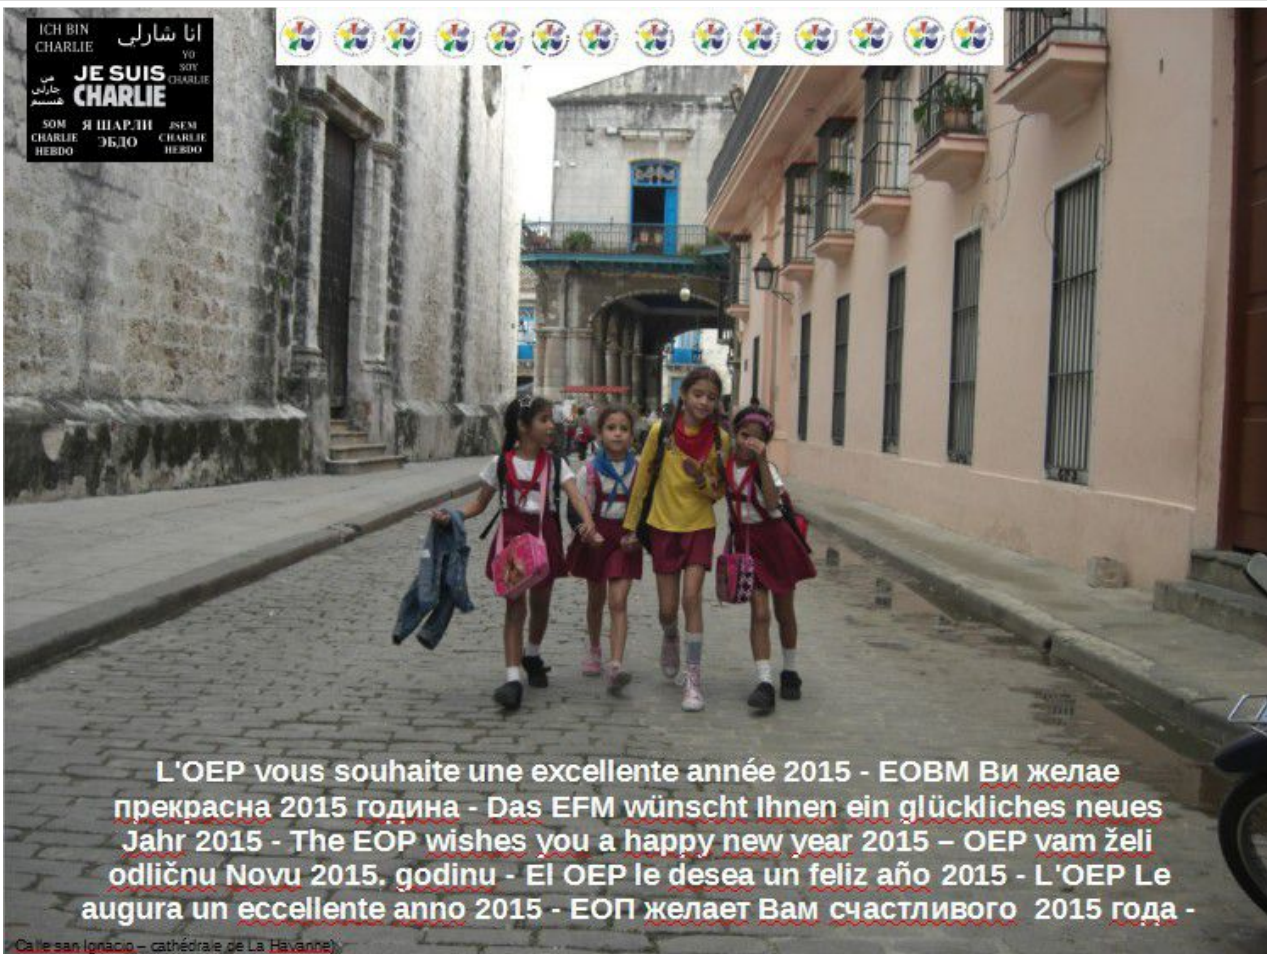 ICH BIN
CHARLIE
انا شارلي
YO
SOY
CHARLIE
من
جارلی
هستیم
JE SUIS
CHARLIE
SOM
CHARLIE
HEBDO
Я ШАРЛИ
ЭБДО
JSEM
CHARLIE
HEBDO
L'OEP vous souhaite une excellente année 2015 - ЕОВМ Ви желае
прекрасна 2015 година - Das EFM wünscht Ihnen ein glückliches neues
Jahr 2015 - The EOP wishes you a happy new year 2015 – OEP vam želi
odličnu Novu 2015. godinu - El OEP le desea un feliz año 2015 - L'OEP Le
augura un eccellente anno 2015 - ЕОП желает Вам счастливого 2015 года -
Calle san Ignacio – cathédrale de La Havanne)